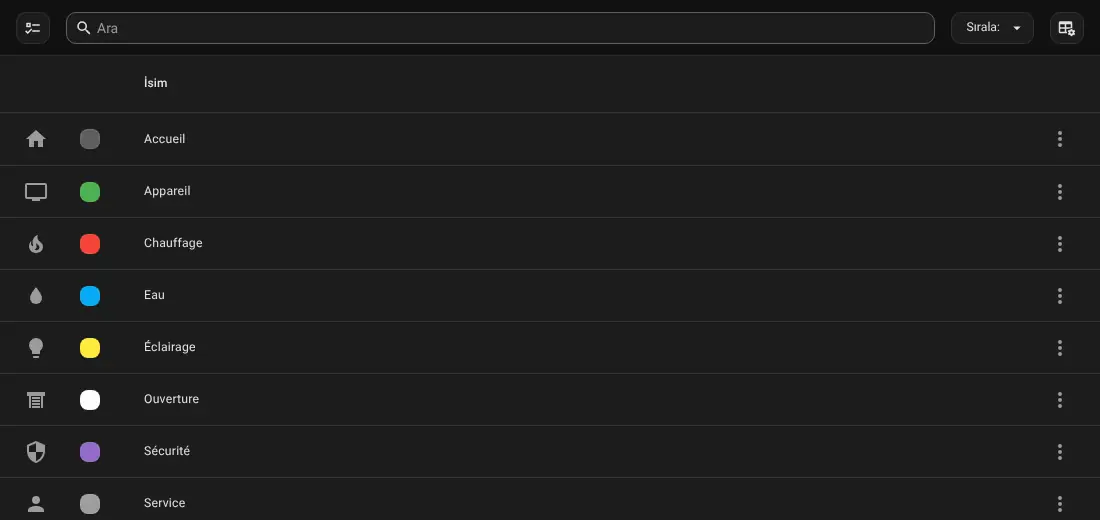 Ara
Sırala:
İsim
Accueil
Appareil
Chauffage
Eau
Éclairage
Ouverture
Sécurité
Service